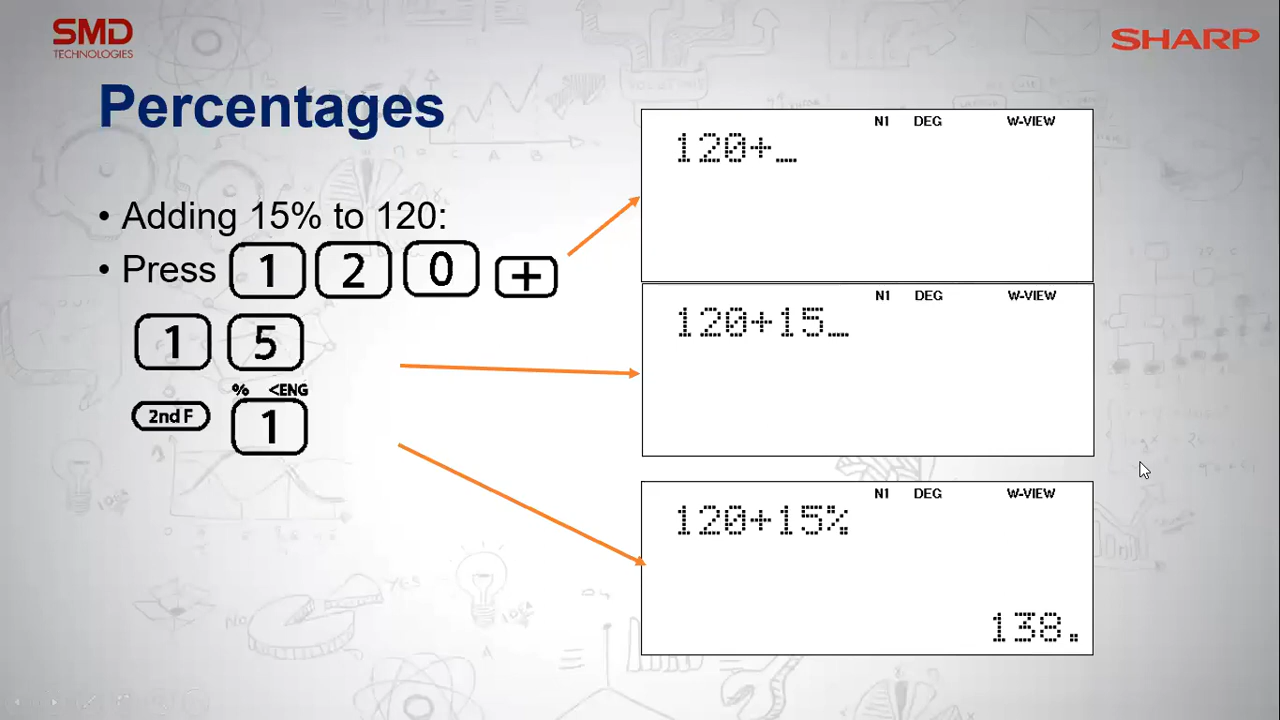 SMD
TECHNOLOGIES
SHARP
Percentages
• Adding 15% to 120:
• Press 1 2 0 +
1 5
% <ENG
2nd F 1
N1 DEG W-VIEW
120+_
N1 DEG W-VIEW
120+15_
N1 DEG W-VIEW
120+15%
138.